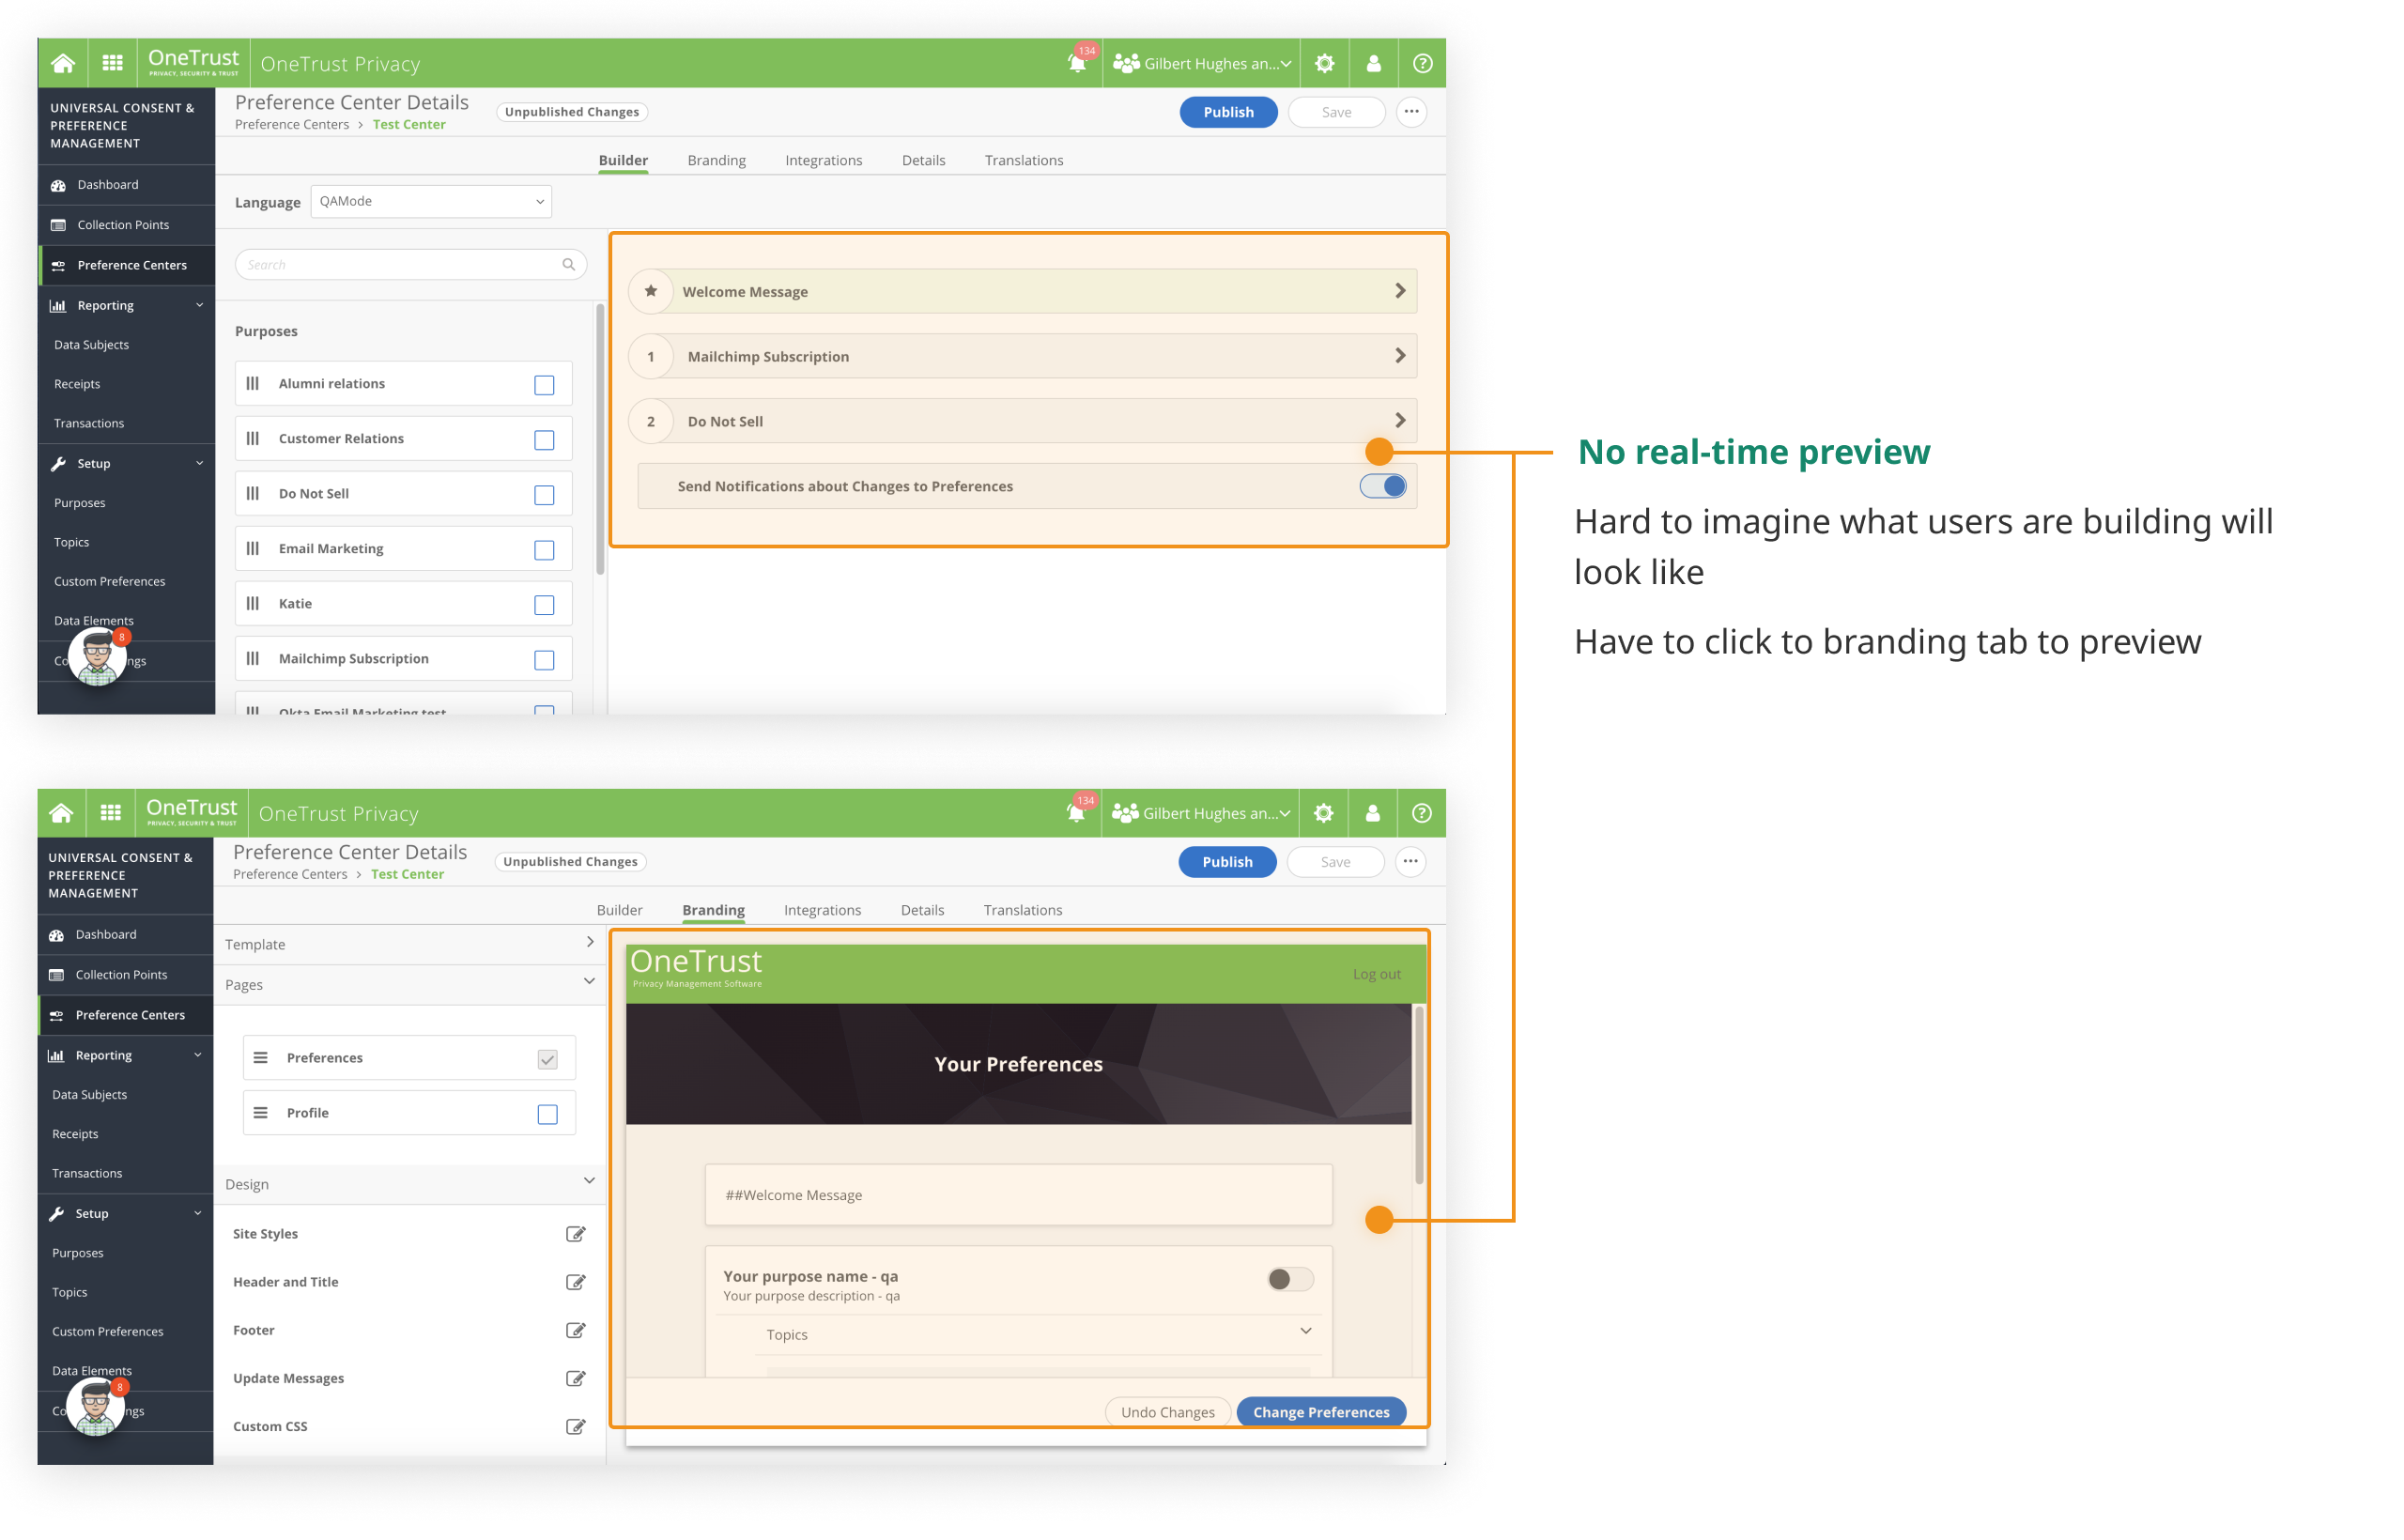 OneTrust
PRIVACY, SECURITY & TRUST
OneTrust Privacy
134
Gilbert Hughes an...
UNIVERSAL CONSENT &
PREFERENCE
MANAGEMENT
Dashboard
Collection Points
Preference Centers
Reporting
Data Subjects
Receipts
Transactions
Setup
Purposes
Topics
Custom Preferences
Data Elements
8
Co
ngs
Preference Center Details
Preference Centers > Test Center
Unpublished Changes
Publish
Save
Builder
Branding
Integrations
Details
Translations
Language
QAMode
Search
Purposes
Alumni relations
Customer Relations
Do Not Sell
Email Marketing
Katie
Mailchimp Subscription
Okta Email Marketing test
Welcome Message
1
Mailchimp Subscription
2
Do Not Sell
Send Notifications about Changes to Preferences
No real-time preview
Hard to imagine what users are building will
look like
Have to click to branding tab to preview
OneTrust
PRIVACY, SECURITY & TRUST
OneTrust Privacy
134
Gilbert Hughes an...
UNIVERSAL CONSENT &
PREFERENCE
MANAGEMENT
Dashboard
Collection Points
Preference Centers
Reporting
Data Subjects
Receipts
Transactions
Setup
Purposes
Topics
Custom Preferences
Data Elements
8
Co
ngs
Preference Center Details
Preference Centers > Test Center
Unpublished Changes
Publish
Save
Builder
Branding
Integrations
Details
Translations
Template
Pages
Preferences
Profile
Design
Site Styles
Header and Title
Footer
Update Messages
Custom CSS
OneTrust
Privacy Management Software
Log out
Your Preferences
##Welcome Message
Your purpose name - qa
Your purpose description - qa
Topics
Undo Changes
Change Preferences